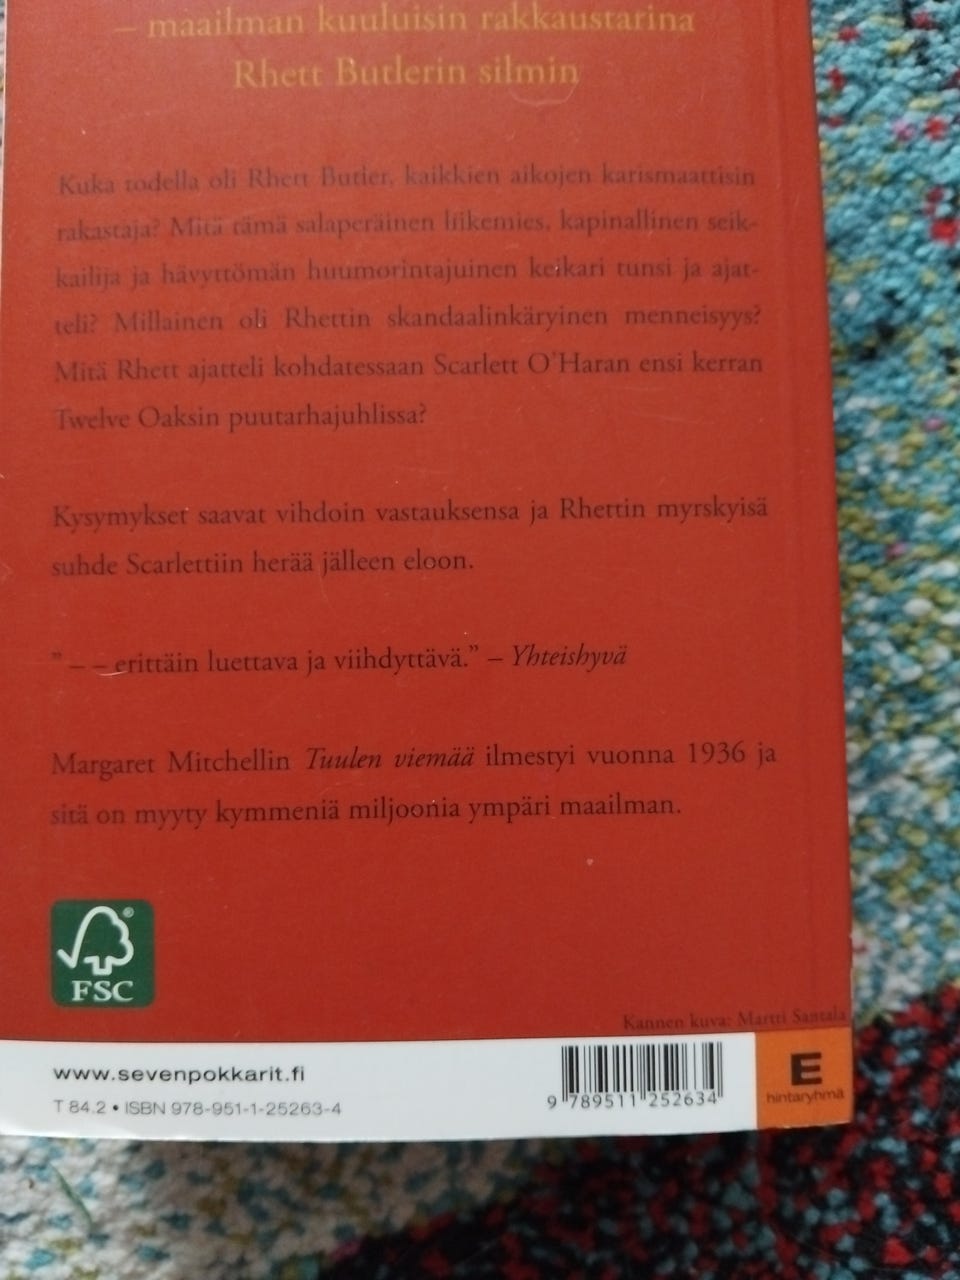 – maailman kuuluisin rakkaustarina
Rhett Butlerin silmin
Kuka todella oli Rhett Butler, kaikkien aikojen karismaattisin
rakastaja? Mitä tämä salaperäinen liikemies, kapinallinen seik-
kailija ja hävyttömän huumorintajuinen keikari tunsi ja ajat-
teli? Millainen oli Rhettin skandaalinkäryinen menneisyys?
Mitä Rhett ajatteli kohdatessaan Scarlett O'Haran ensi kerran
Twelve Oaksin puutarhajuhlissa?
Kysymykset saavat vihdoin vastauksensa ja Rhettin myrskyisä
suhde Scarlettiin herää jälleen eloon.
” – – erittäin luettava ja viihdyttävä.” – Yhteishyvä
Margaret Mitchellin Tuulen viemää ilmestyi vuonna 1936 ja
sitä on myyty kymmeniä miljoonia ympäri maailman.
®
FSC
Kannen kuva: Martti Santala
www.sevenpokkarit.fi
T 84.2 • ISBN 978-951-1-25263-4
9 789511 252634
E
hintaryhmä